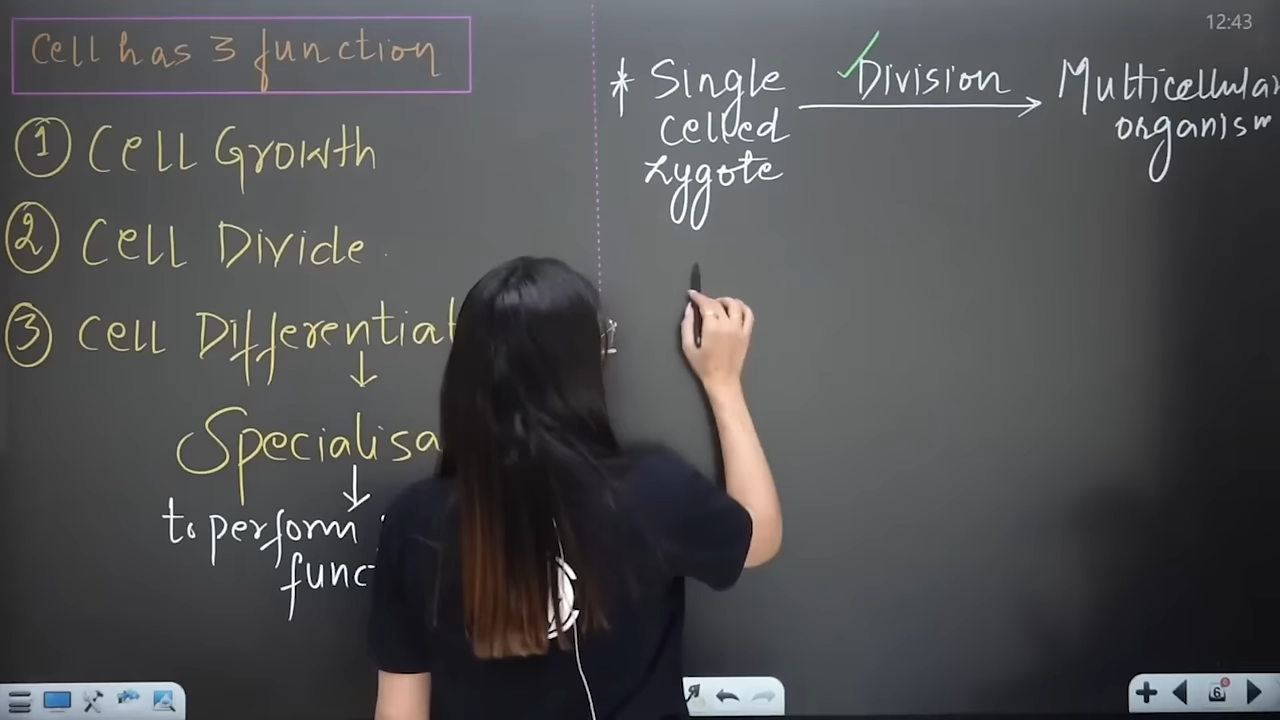 12:43
Cell has 3 function
① Cell Growth
② Cell Divide
③ Cell Differentiat
↓
Specialisa
↓
to perform
func
* Single
celled
zygote
✓Division
→
Multicellular
organism
6